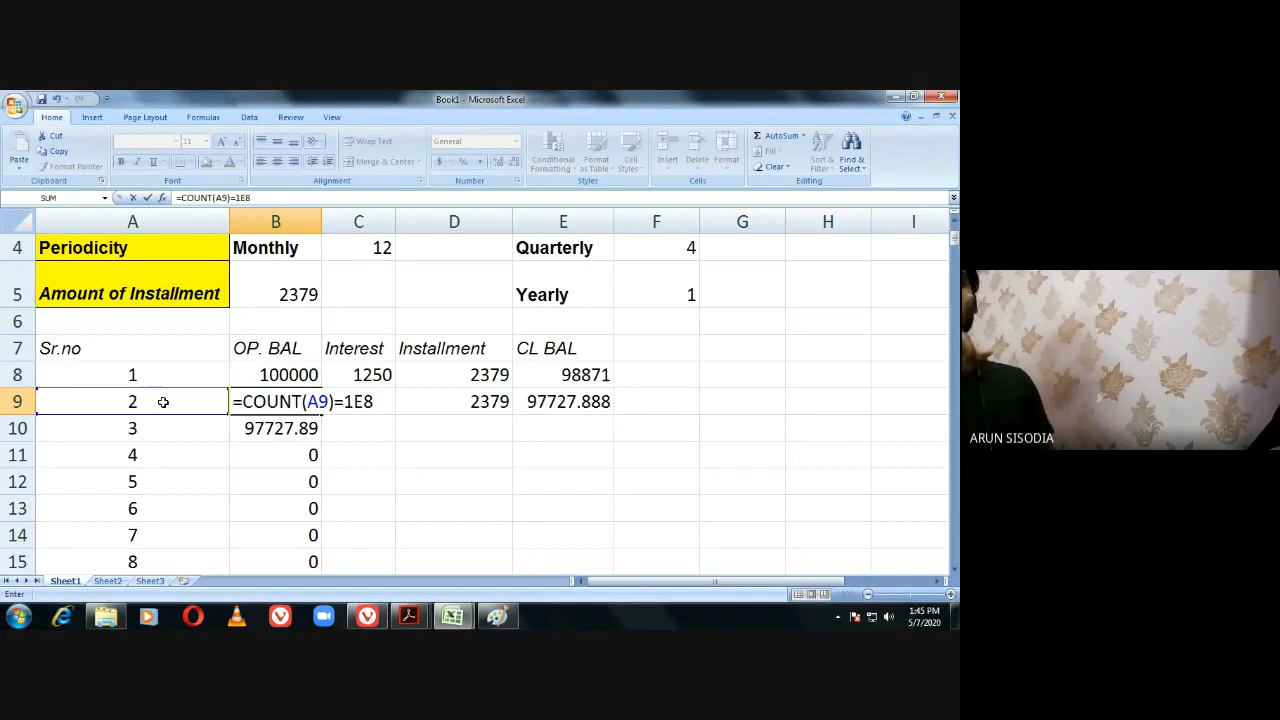 Book1 - Microsoft Excel
Home Insert Page Layout Formulas Data Review View
Cut
Copy
Format Painter
Paste
Clipboard
11
Font
Wrap Text
Merge & Center
Alignment
General
Number
Conditional Formatting
Format as Table
Cell Styles
Styles
Insert Delete Format
Cells
AutoSum
Fill
Clear
Sort & Filter
Find & Select
Editing
SUM =COUNT(A9)=1E8
A B C D E F G H I
4 Periodicity Monthly 12 Quarterly 4
5 Amount of Installment 2379 Yearly 1
6
7 Sr.no OP. BAL Interest Installment CL BAL
8 1 100000 1250 2379 98871
9 2 =COUNT(A9)=1E8 2379 97727.888
10 3 97727.89
11 4 0
12 5 0
13 6 0
14 7 0
15 8 0
Sheet1 Sheet2 Sheet3
Enter
1:45 PM
5/7/2020
ARUN SISODIA